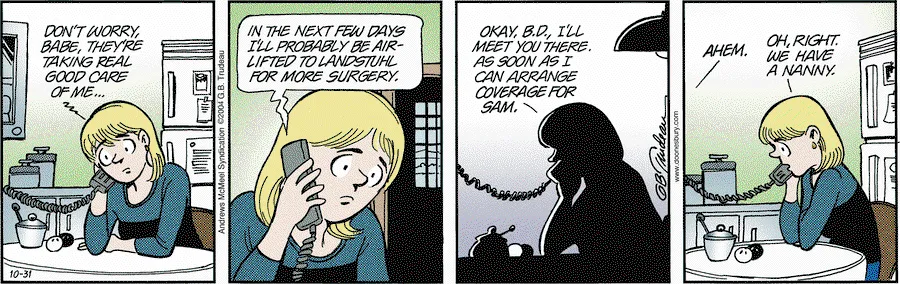 DON'T WORRY,
BABE, THEY'RE
TAKING REAL
GOOD CARE
OF ME...
10-31
Andrews McMeel Syndication ©2004 G.B. Trudeau
IN THE NEXT FEW DAYS
I'LL PROBABLY BE AIR-
LIFTED TO LANDSTUHL
FOR MORE SURGERY.
OKAY, B.D., I'LL
MEET YOU THERE.
AS SOON AS I
CAN ARRANGE
COVERAGE FOR
SAM.
GBTrudeau
www.doonesbury.com
AHEM.
OH, RIGHT.
WE HAVE
A NANNY.